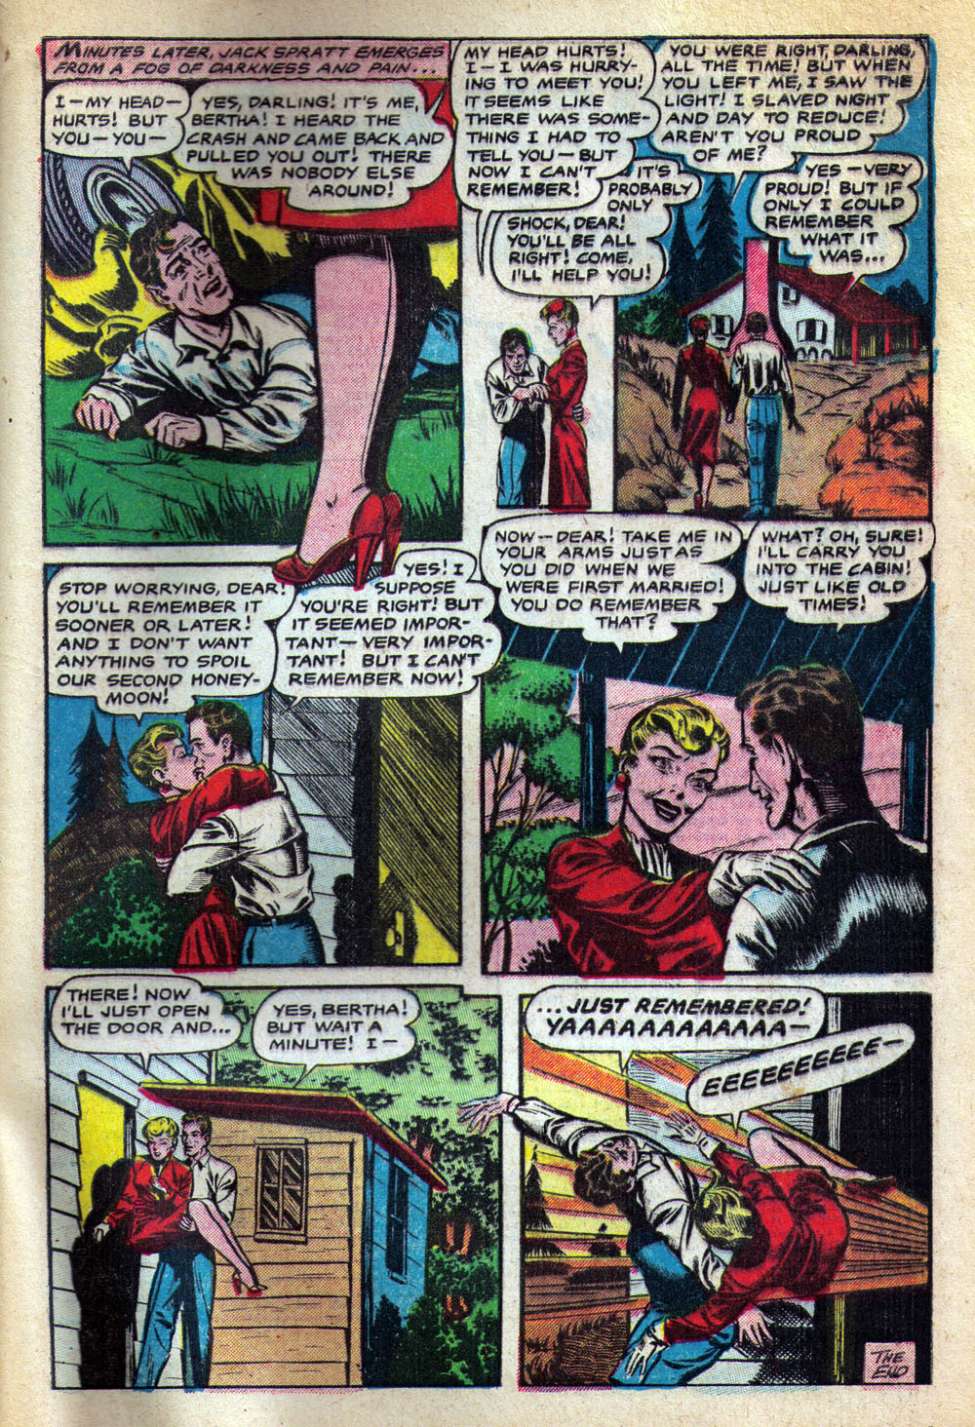 MINUTES LATER, JACK SPRATT EMERGES
FROM A FOG OF DARKNESS AND PAIN...
I—MY HEAD—
HURTS! BUT
YOU—YOU—
YES, DARLING! IT'S ME,
BERTHA! I HEARD THE
CRASH AND CAME BACK AND
PULLED YOU OUT! THERE
WAS NOBODY ELSE
AROUND!
MY HEAD HURTS!
I—I WAS HURRY-
ING TO MEET YOU!
IT SEEMS LIKE
THERE WAS SOME-
THING I HAD TO
TELL YOU—BUT
NOW I CAN'T
REMEMBER!
IT'S
PROBABLY
ONLY
SHOCK, DEAR!
YOU'LL BE ALL
RIGHT! COME,
I'LL HELP YOU!
YOU WERE RIGHT, DARLING,
ALL THE TIME! BUT WHEN
YOU LEFT ME, I SAW THE
LIGHT! I SLAVED NIGHT
AND DAY TO REDUCE!
AREN'T YOU PROUD
OF ME?
YES—VERY
PROUD! BUT IF
ONLY I COULD
REMEMBER
WHAT IT
WAS...
STOP WORRYING, DEAR!
YOU'LL REMEMBER IT
SOONER OR LATER!
AND I DON'T WANT
ANYTHING TO SPOIL
OUR SECOND HONEY-
MOON!
YES! I
SUPPOSE
YOU'RE RIGHT! BUT
IT SEEMED IMPOR-
TANT—VERY IMPOR-
TANT! BUT I CAN'T
REMEMBER NOW!
NOW—DEAR! TAKE ME IN
YOUR ARMS JUST AS
YOU DID WHEN WE
WERE FIRST MARRIED!
YOU DO REMEMBER
THAT?
WHAT? OH, SURE!
I'LL CARRY YOU
INTO THE CABIN!
JUST LIKE OLD
TIMES!
THERE! NOW
I'LL JUST OPEN
THE DOOR AND...
YES, BERTHA!
BUT WAIT A
MINUTE! I—
...JUST REMEMBERED!
YAAAAAAAAAAAAA—
EEEEEEEEEE—
THE
END